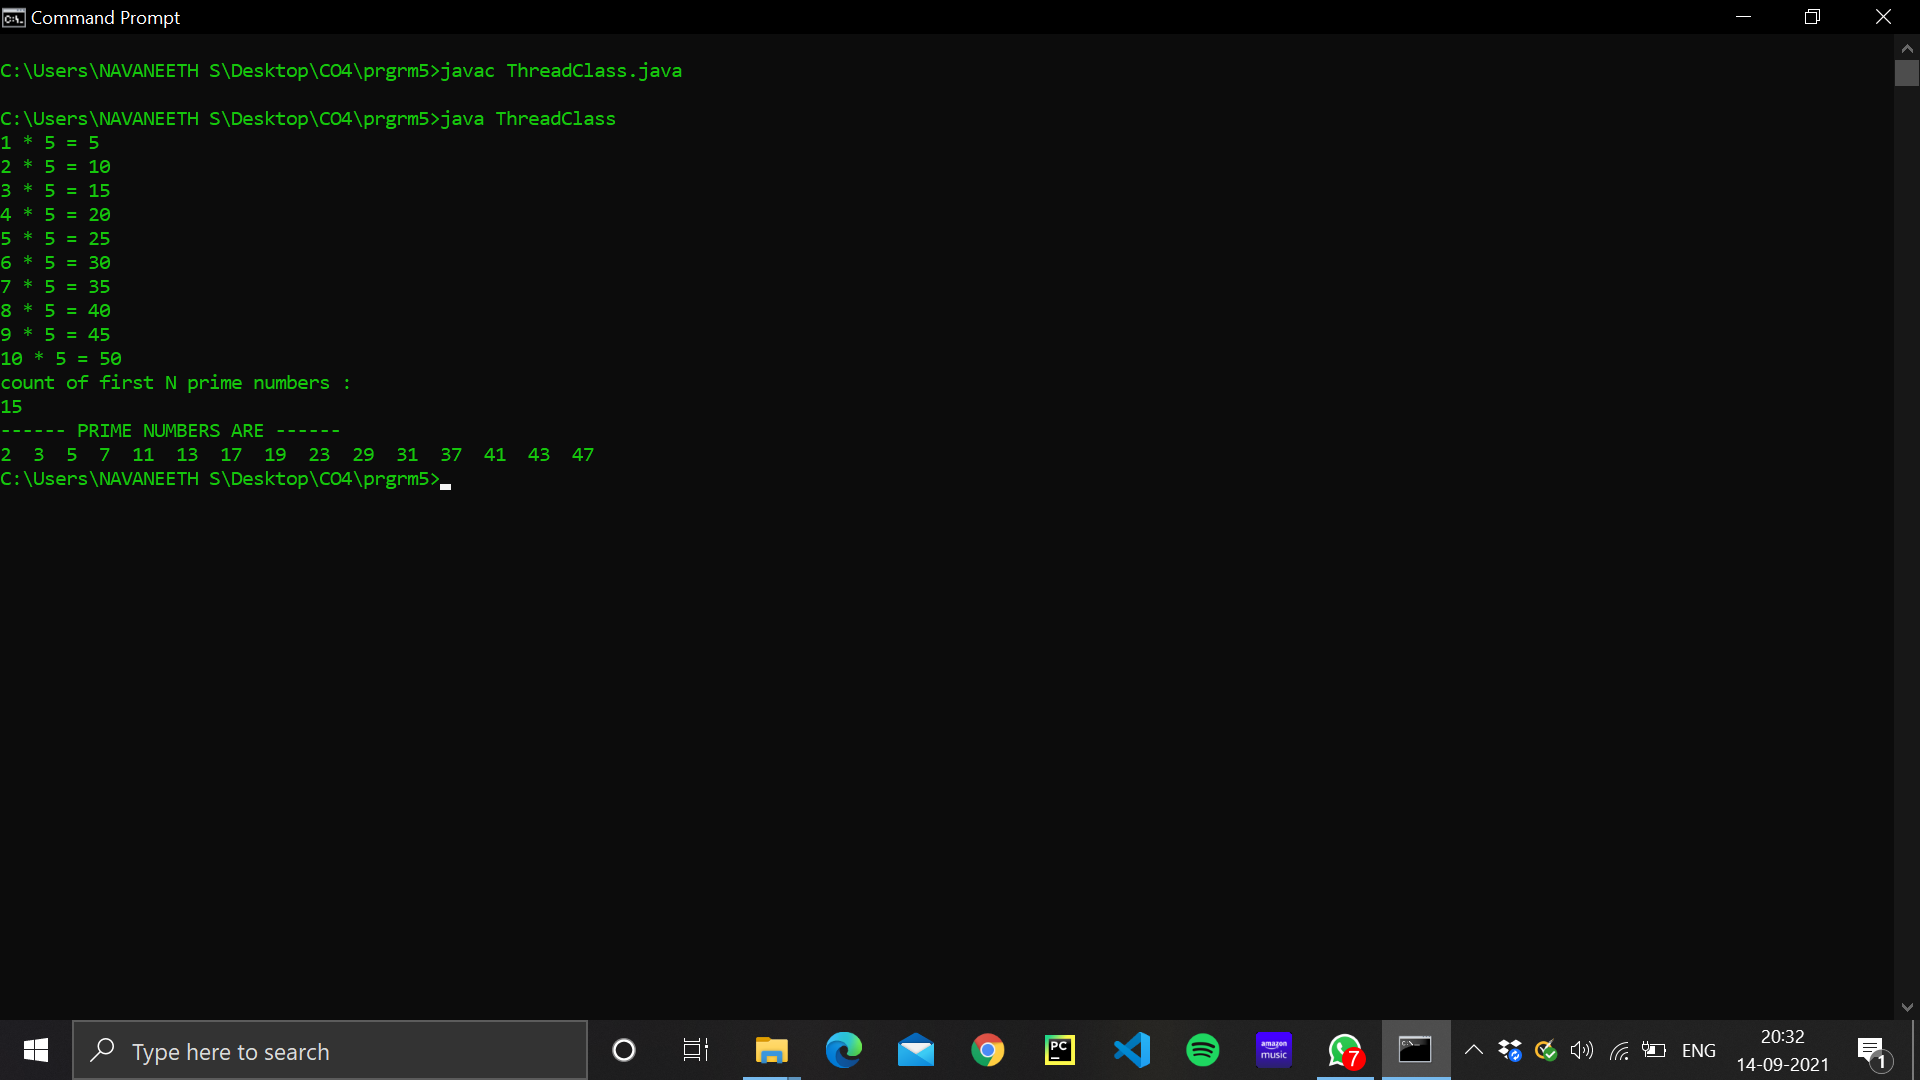 Command Prompt
C:\Users\NAVANEETH S\Desktop\CO4\prgrm5>javac ThreadClass.java
C:\Users\NAVANEETH S\Desktop\CO4\prgrm5>java ThreadClass
1 * 5 = 5
2 * 5 = 10
3 * 5 = 15
4 * 5 = 20
5 * 5 = 25
6 * 5 = 30
7 * 5 = 35
8 * 5 = 40
9 * 5 = 45
10 * 5 = 50
count of first N prime numbers :
15
------ PRIME NUMBERS ARE ------
2  3  5  7  11  13  17  19  23  29  31  37  41  43  47
C:\Users\NAVANEETH S\Desktop\CO4\prgrm5>
Type here to search
PC
amazon music
7
ENG
20:32
14-09-2021
1